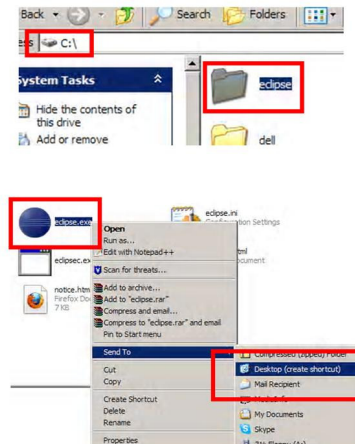 Back Search Folders
ess C:\
System Tasks
Hide the contents of
this drive
Add or remove
eclipse
dell
eclipse.exe
eclipse.ini
Configuration Settings
eclipsec.ex
tml
ocument
notice.htm
Firefox Do
7 KB
Open
Run as...
Edit with Notepad++
Scan for threats...
Add to archive...
Add to "eclipse.rar"
Compress and email...
Compress to "eclipse.rar" and email
Pin to Start menu
Send To
Cut
Copy
Create Shortcut
Delete
Rename
Properties
Compressed (zipped) Folder
Desktop (create shortcut)
Mail Recipient
My Documents
Skype